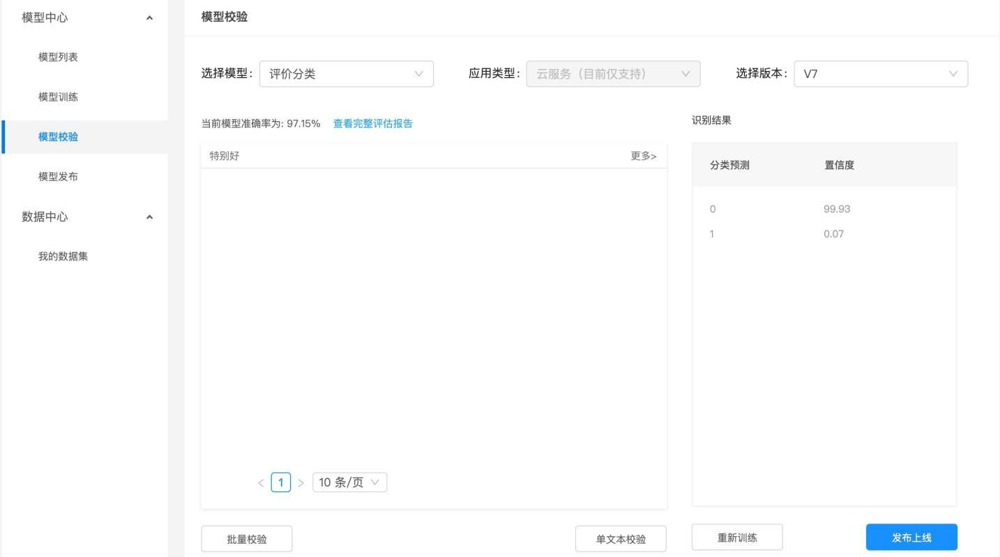 模型中心
模型列表
模型训练
模型校验
模型发布
数据中心
我的数据集
模型校验
选择模型: 评价分类 应用类型: 云服务（目前仅支持） 选择版本: V7
当前模型准确率为: 97.15% 查看完整评估报告
特别好 更多>
< 1 > 10 条/页
批量校验 单文本校验
识别结果
分类预测 置信度
0 99.93
1 0.07
重新训练 发布上线